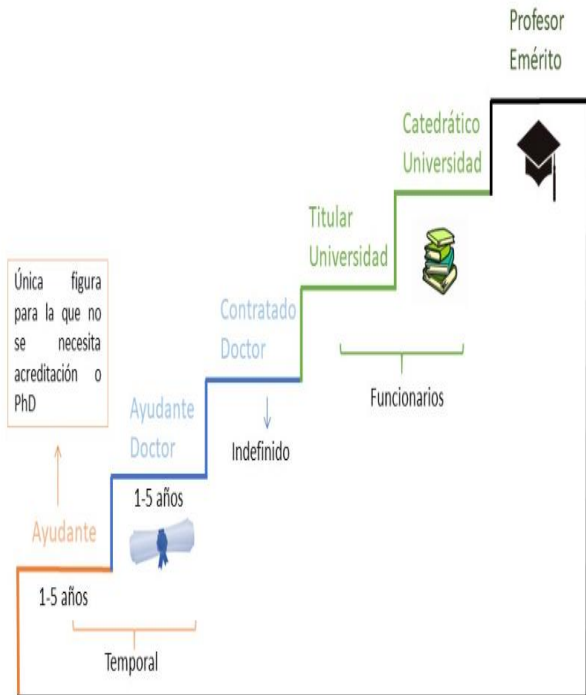 Profesor
Emérito
Catedrático
Universidad
Titular
Universidad
Única figura
para la que no
se necesita
acreditación o
PhD
Contratado
Doctor
Funcionarios
Ayudante
Doctor
Indefinido
1-5 años
Ayudante
1-5 años
Temporal